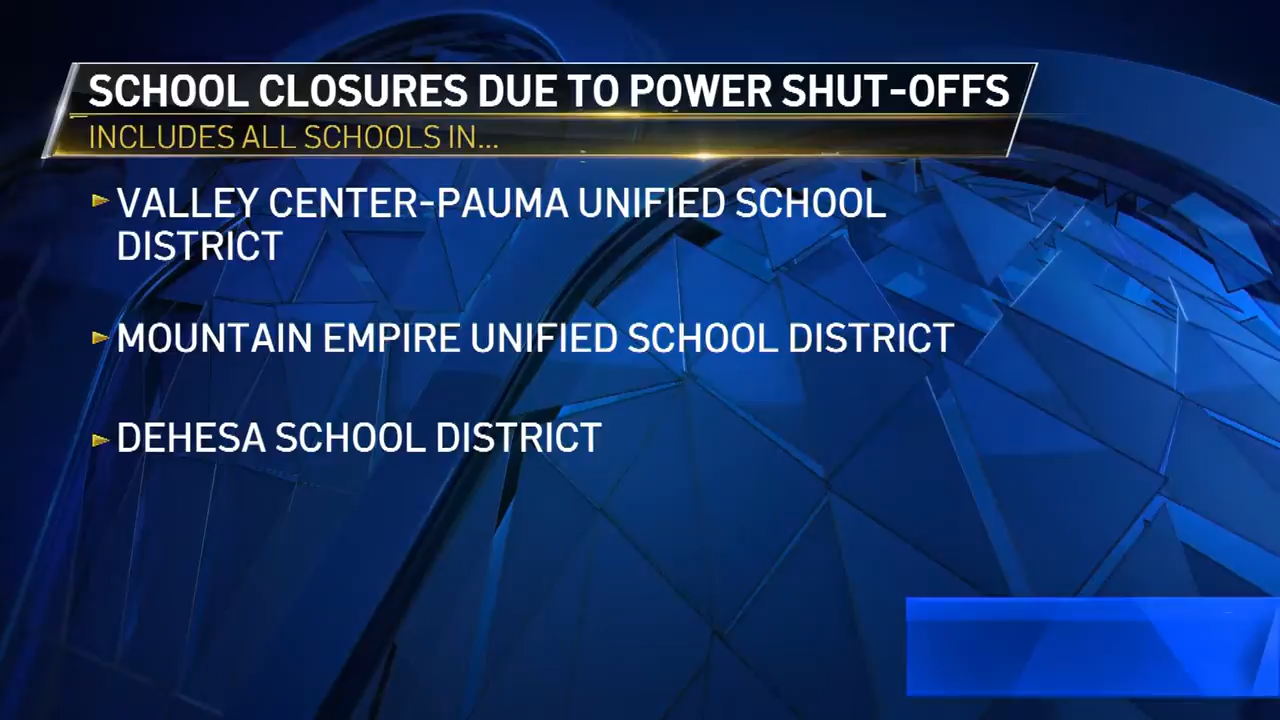 SCHOOL CLOSURES DUE TO POWER SHUT-OFFS
INCLUDES ALL SCHOOLS IN...
VALLEY CENTER-PAUMA UNIFIED SCHOOL
DISTRICT
MOUNTAIN EMPIRE UNIFIED SCHOOL DISTRICT
DEHESA SCHOOL DISTRICT